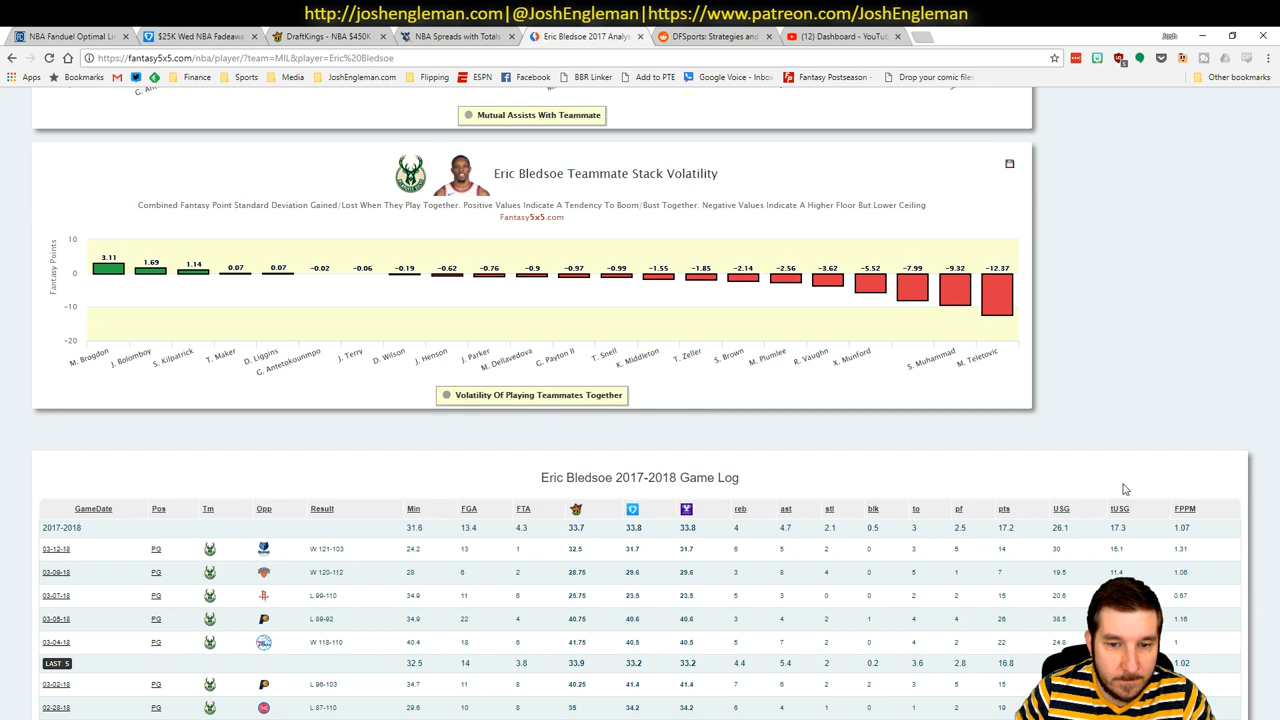 http://joshengleman.com|@JoshEngleman|https://www.patreon.com/JoshEngleman
NBA Fanduel Optimal Li × $25K Wed NBA Fadeawa × DraftKings - NBA $450K × NBA Spreads with Totals × Eric Bledsoe 2017 Analys × DFSports: Strategies and × (12) Dashboard - YouTu × Josh
https://fantasy5x5.com/nba/player/?team=MIL&player=Eric%20Bledsoe
Apps Bookmarks Finance Sports Media JoshEngleman.com Flipping ESPN Facebook BBR Linker Add to PTE Google Voice - Inbox Fantasy Postseason - Drop your comic files Other bookmarks
Mutual Assists With Teammate
Eric Bledsoe Teammate Stack Volatility
Combined Fantasy Point Standard Deviation Gained/Lost When They Play Together. Positive Values Indicate A Tendency To Boom/Bust Together. Negative Values Indicate A Higher Floor But Lower Ceiling
Fantasy5x5.com
Fantasy Points
10
0
-10
-20
3.11 1.69 1.14 0.07 0.07 -0.02 -0.06 -0.19 -0.62 -0.76 -0.9 -0.97 -0.99 -1.55 -1.85 -2.14 -2.56 -3.62 -5.52 -7.99 -9.32 -12.37
M. Brogdon J. Bolomboy S. Kilpatrick T. Maker D. Liggins G. Antetokounmpo J. Terry D. Wilson J. Henson J. Parker M. Dellavedova G. Payton II T. Snell K. Middleton T. Zeller S. Brown M. Plumlee R. Vaughn X. Munford S. Muhammad M. Teletovic
Volatility Of Playing Teammates Together
Eric Bledsoe 2017-2018 Game Log
GameDate Pos Tm Opp Result Min FGA FTA reb ast stl blk to pf pts USG tUSG FPPM
2017-2018 31.6 13.4 4.3 33.7 33.8 33.8 4 4.7 2.1 0.5 3 2.5 17.2 26.1 17.3 1.07
03-12-18 PG W 121-103 24.2 13 1 32.5 31.7 31.7 6 5 2 0 3 5 14 30 15.1 1.31
03-09-18 PG W 120-112 28 6 2 28.75 29.6 29.6 3 8 4 0 5 1 7 19.5 11.4 1.06
03-07-18 PG L 99-110 34.9 11 6 25.75 23.5 23.5 5 3 0 0 2 2 15 20.6 0.67
03-05-18 PG L 89-92 34.9 22 4 40.75 40.6 40.6 3 4 2 1 4 4 26 38.5 1.16
03-04-18 PG W 118-110 40.4 18 6 41.75 40.5 40.5 5 7 2 0 4 4 22 24.8 1
LAST 5 32.5 14 3.8 33.9 33.2 33.2 4.4 5.4 2 0.2 3.6 2.8 16.8 1.02
03-02-18 PG L 96-103 34.7 11 8 40.25 41.4 41.4 7 6 2 2 3 5 15
02-28-18 PG L 87-110 29.6 35 34.2 34.2 6 4 1 0 1 2 19